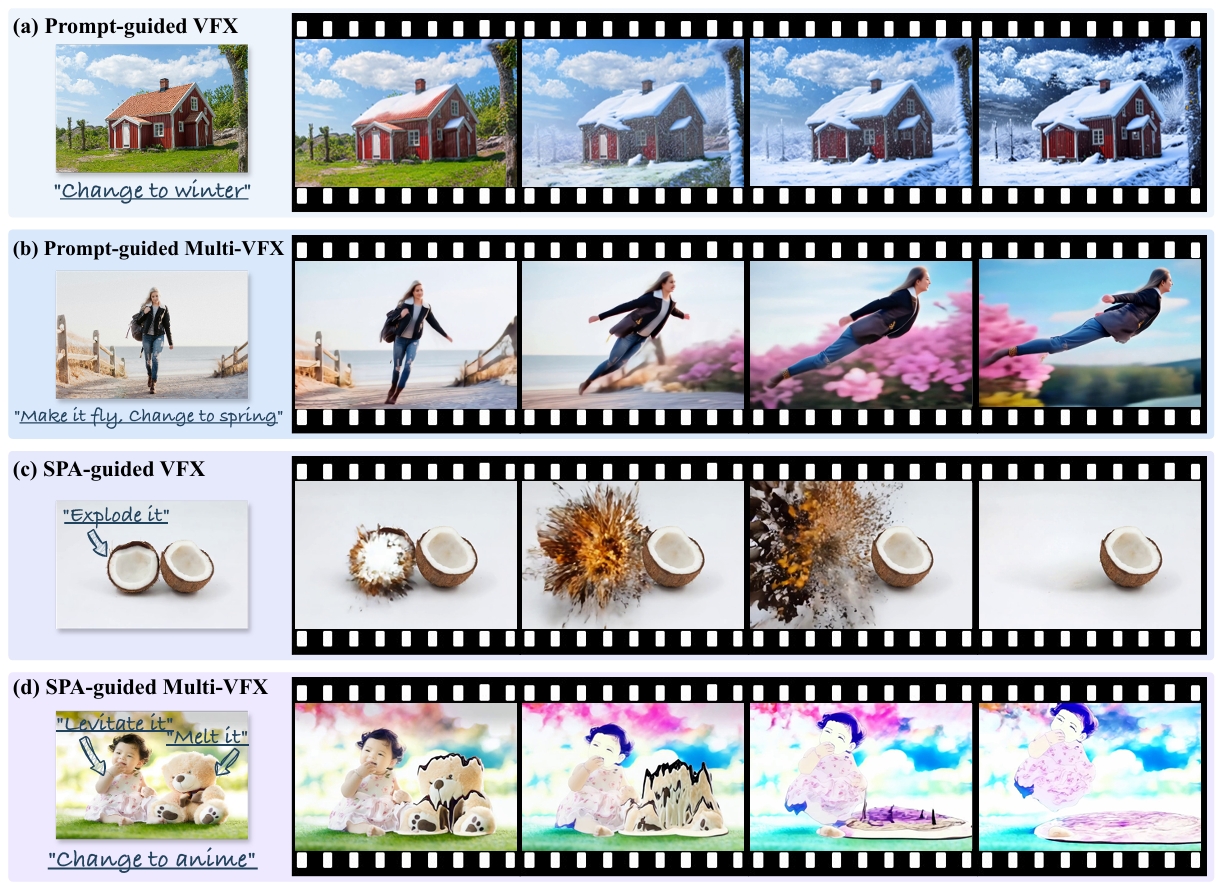 (a) Prompt-guided VFX
"Change to winter"
(b) Prompt-guided Multi-VFX
"Make it fly, Change to spring"
(c) SPA-guided VFX
"Explode it"
(d) SPA-guided Multi-VFX
"Levitate it"
"Melt it"
"Change to anime"